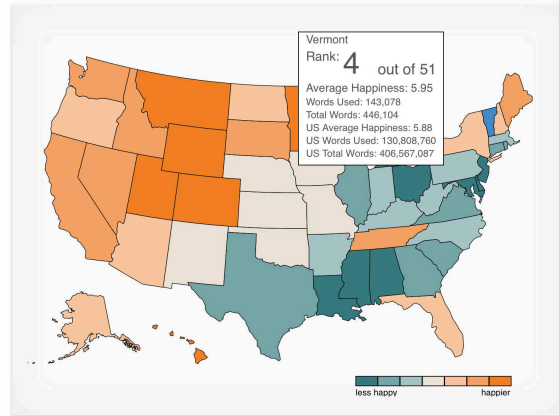 Vermont
Rank: 4 out of 51
Average Happiness: 5.95
Words Used: 143,078
Total Words: 446,104
US Average Happiness: 5.88
US Words Used: 130,808,760
US Total Words: 406,567,087
less happy happier